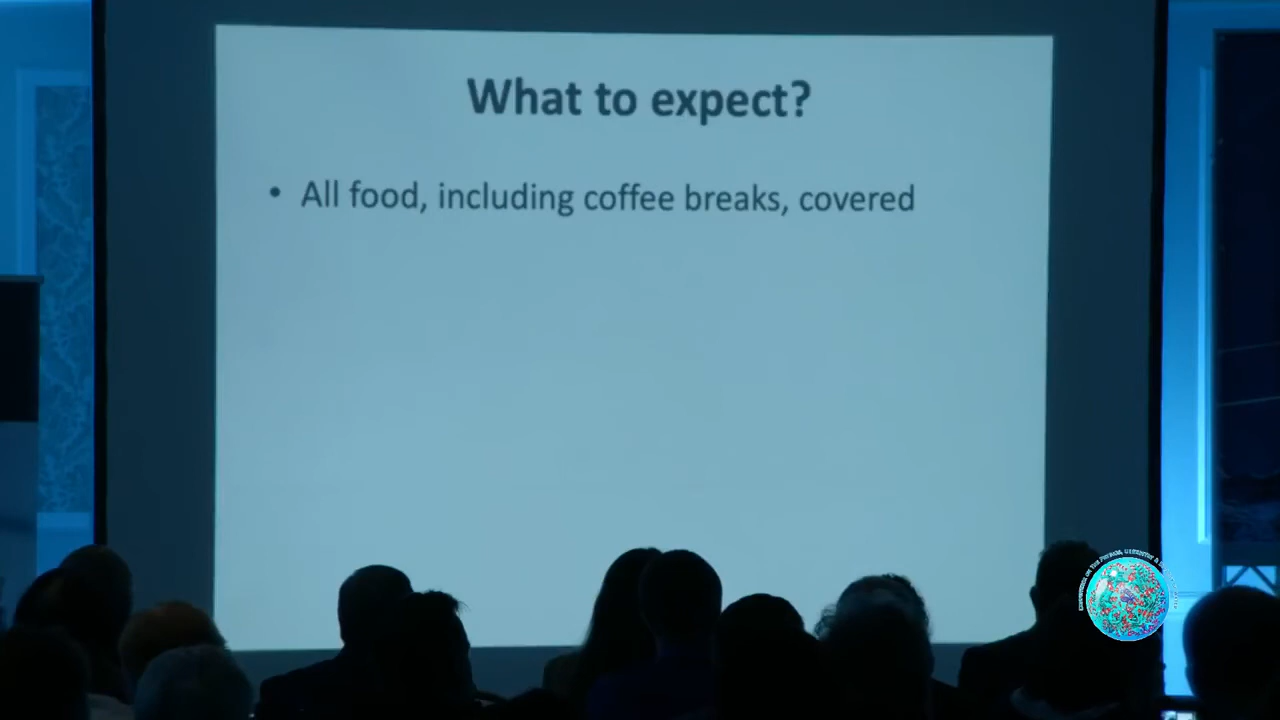 What to expect?
• All food, including coffee breaks, covered